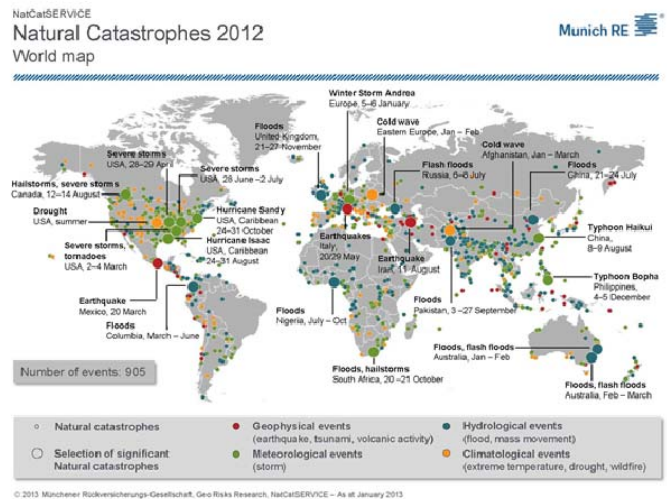 NatCatSERVICE
Natural Catastrophes 2012
World map
Munich RE
Winter Storm Andrea
Europe, 5–6 January
Cold wave
Eastern Europe, Jan – Feb
Floods
United Kingdom,
21–27 November
Cold wave
Afghanistan, Jan – March
Severe storms
USA, 28–29 April
Severe storms
USA, 28 June –2 July
Flash floods
Russia, 6–8 July
Floods
China, 21–24 July
Hailstorms, severe storms
Canada, 12–14 August
Drought
USA, summer
Hurricane Sandy
USA, Caribbean
24–31 October
Hurricane Isaac
USA, Caribbean
24–31 August
Severe storms,
tornadoes
USA, 2–4 March
Earthquakes
Italy,
20/29 May
Earthquake
Iran, 11 August
Typhoon Haikui
China,
8–9 August
Typhoon Bopha
Philippines,
4–5 December
Earthquake
Mexico, 20 March
Floods
Columbia, March – June
Floods
Nigeria, July – Oct
Floods
Pakistan, 3 –27 September
Floods, flash floods
Australia, Jan – Feb
Floods, hailstorms
South Africa, 20 –21 October
Floods, flash floods
Australia, Feb – March
Number of events: 905
Natural catastrophes
Selection of significant
Natural catastrophes
Geophysical events
(earthquake, tsunami, volcanic activity)
Meteorological events
(storm)
Hydrological events
(flood, mass movement)
Climatological events
(extreme temperature, drought, wildfire)
© 2013 Münchener Rückversicherungs-Gesellschaft, Geo Risks Research, NatCatSERVICE – As at January 2013